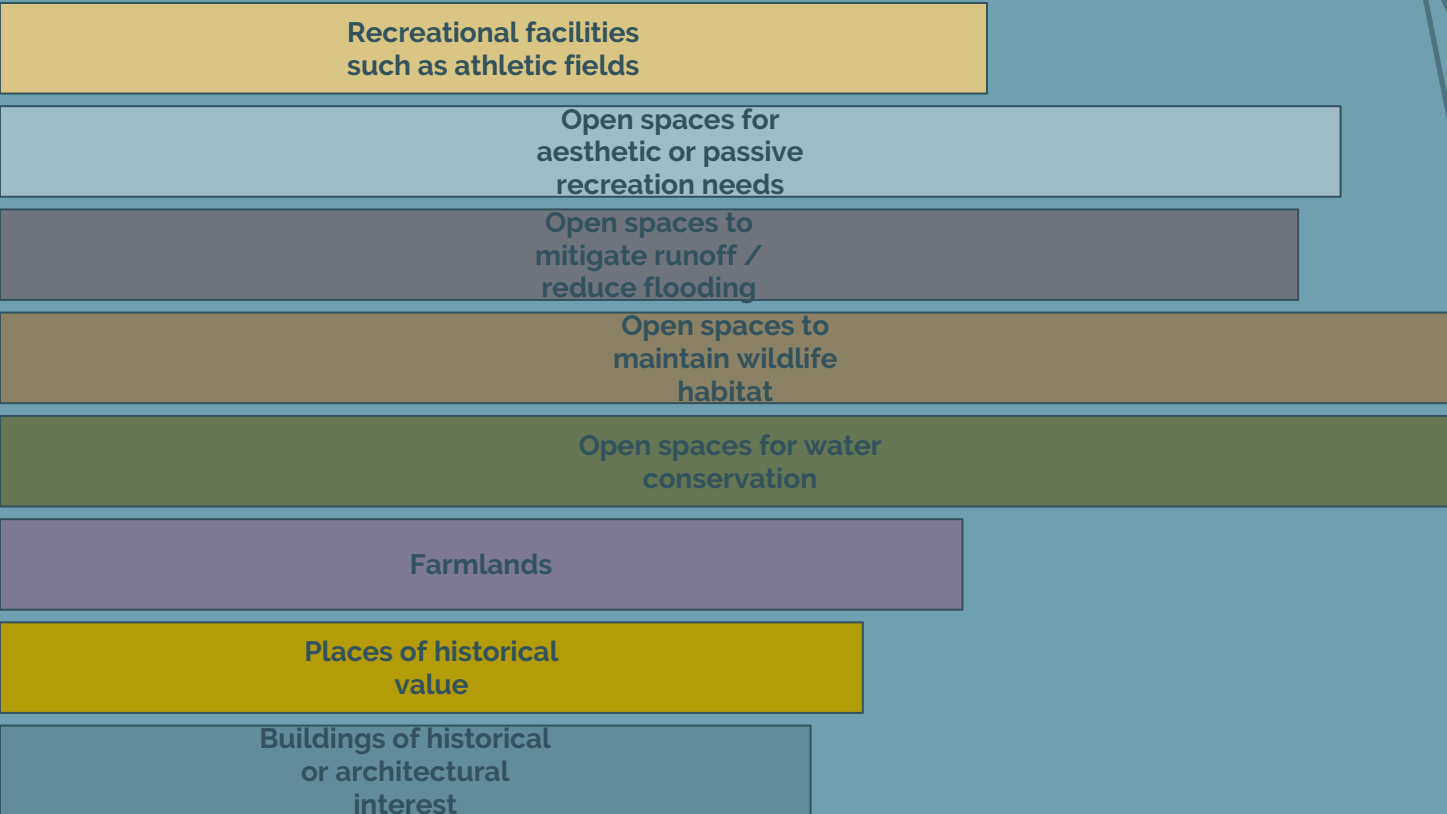 Recreational facilities
such as athletic fields
Open spaces for
aesthetic or passive
recreation needs
Open spaces to
mitigate runoff /
reduce flooding
Open spaces to
maintain wildlife
habitat
Open spaces for water
conservation
Farmlands
Places of historical
value
Buildings of historical
or architectural
interest